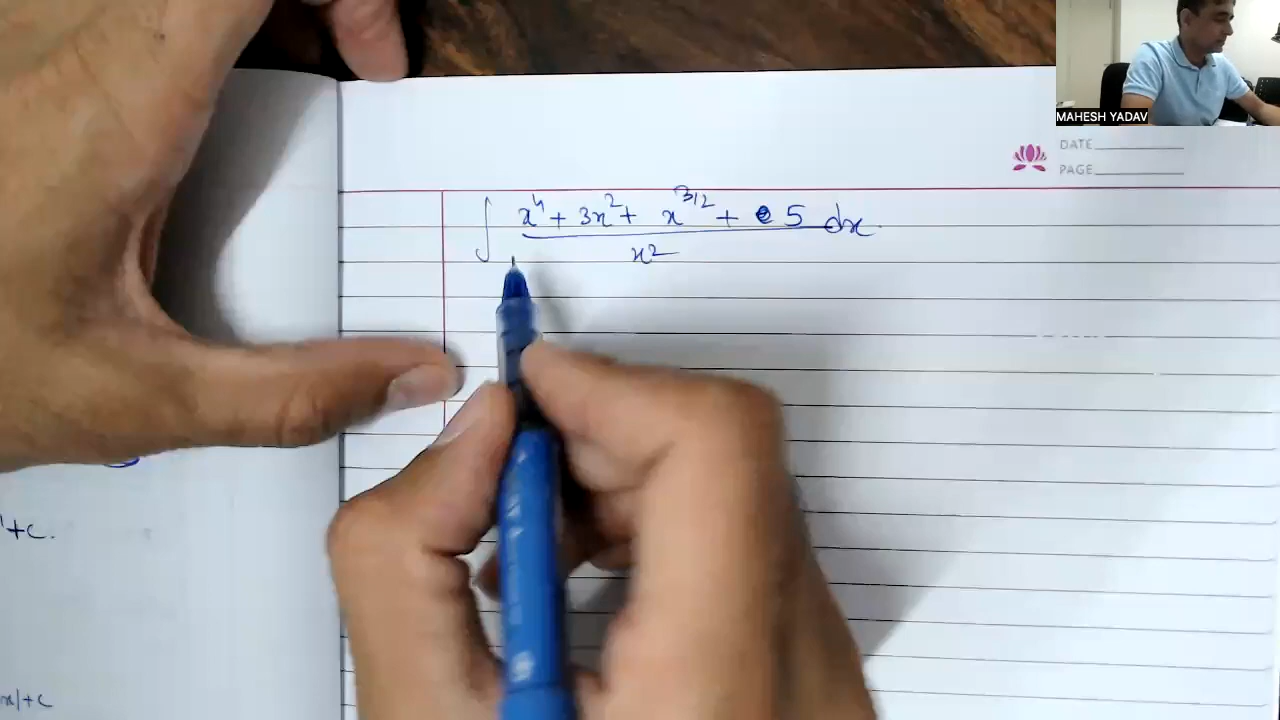 MAHESH YADAV
DATE
PAGE
∫ x⁴ + 3x² + x^3/2 + 5 dx
x²
+c.
x|+c